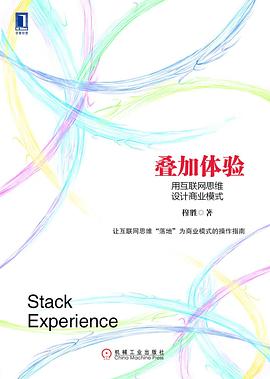 叠加体验
用互联网思维
设计商业模式
穆胜◎著
让互联网思维“落地”为商业模式的操作指南
Stack
Experience
机械工业出版社
China Machine Press